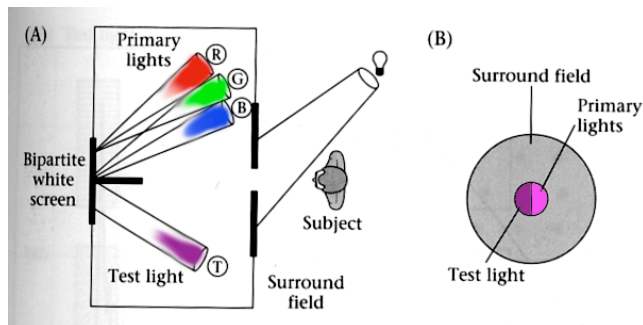 (A)
Primary
lights
R
G
B
Bipartite
white
screen
Test light
T
Subject
Surround
field
(B)
Surround field
Primary
lights
Test light